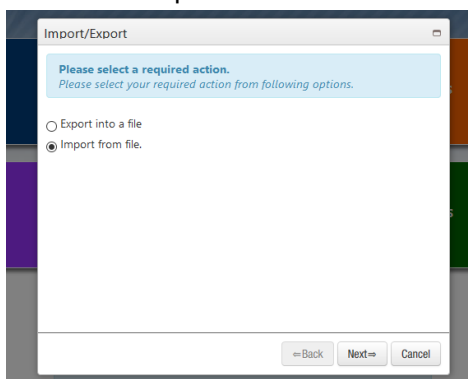 Import/Export
Please select a required action.
Please select your required action from following options.
Export into a file
Import from file.
⇐Back
Next⇒
Cancel